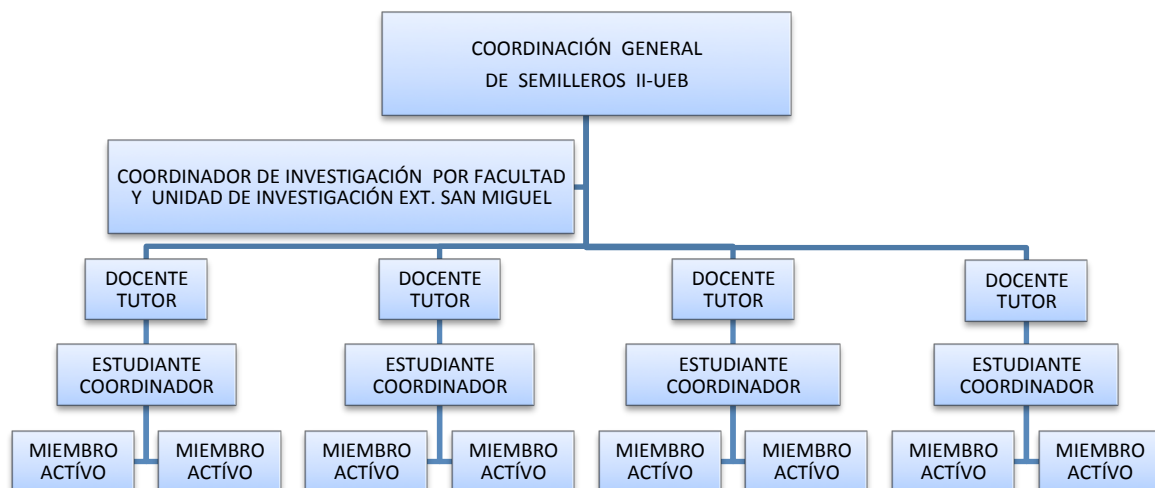 COORDINACIÓN GENERAL
DE SEMILLEROS II-UEB
COORDINADOR DE INVESTIGACIÓN POR FACULTAD
Y UNIDAD DE INVESTIGACIÓN EXT. SAN MIGUEL
DOCENTE
TUTOR
DOCENTE
TUTOR
DOCENTE
TUTOR
DOCENTE
TUTOR
ESTUDIANTE
COORDINADOR
ESTUDIANTE
COORDINADOR
ESTUDIANTE
COORDINADOR
ESTUDIANTE
COORDINADOR
MIEMBRO
ACTÍVO
MIEMBRO
ACTÍVO
MIEMBRO
ACTÍVO
MIEMBRO
ACTÍVO
MIEMBRO
ACTÍVO
MIEMBRO
ACTÍVO
MIEMBRO
ACTÍVO
MIEMBRO
ACTÍVO